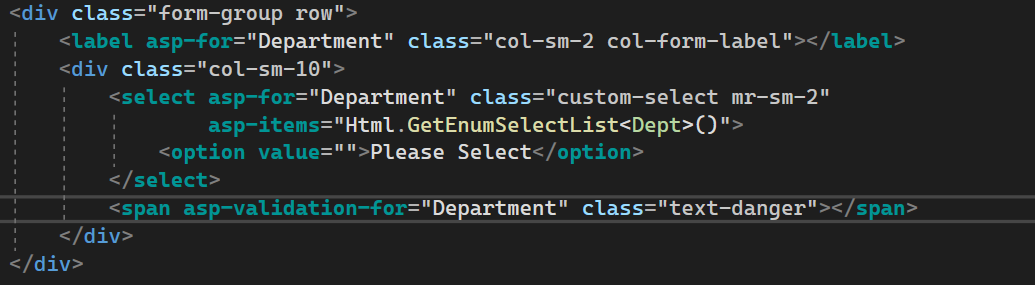 <div class="form-group row">
    <label asp-for="Department" class="col-sm-2 col-form-label"></label>
    <div class="col-sm-10">
        <select asp-for="Department" class="custom-select mr-sm-2"
                asp-items="Html.GetEnumSelectList<Dept>()">
            <option value="">Please Select</option>
        </select>
        <span asp-validation-for="Department" class="text-danger"></span>
    </div>
</div>